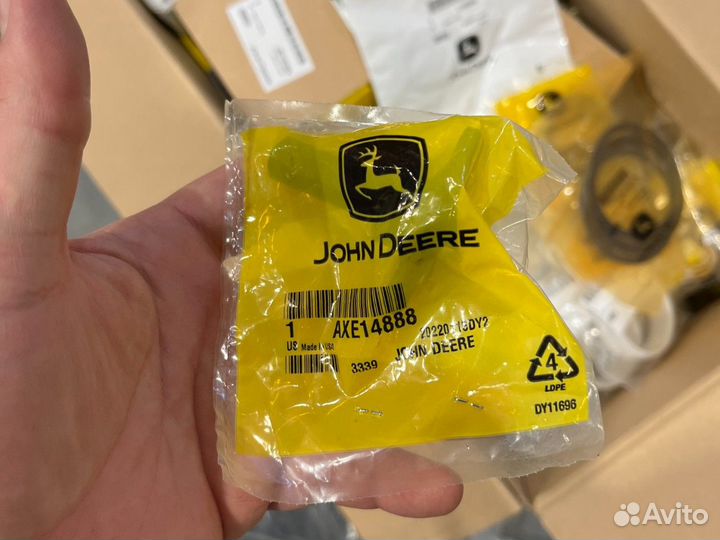 JOHN DEERE
1 AXE14888
US Made in USA
3339 JOHN DEERE
4
LDPE
DY11696
Avito